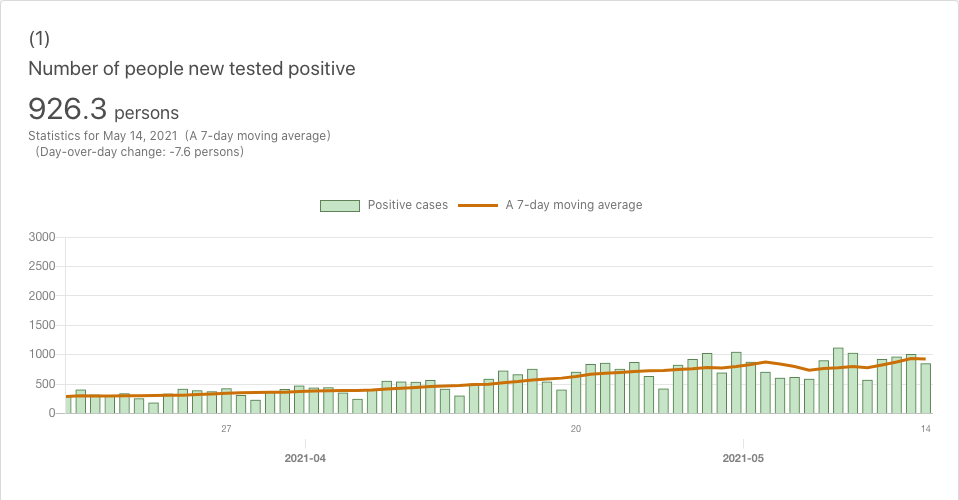 (1)
Number of people new tested positive
926.3 persons
Statistics for May 14, 2021 (A 7-day moving average)
(Day-over-day change: -7.6 persons)
Positive cases A 7-day moving average
3000
2500
2000
1500
1000
500
0
27 20 14
2021-04 2021-05